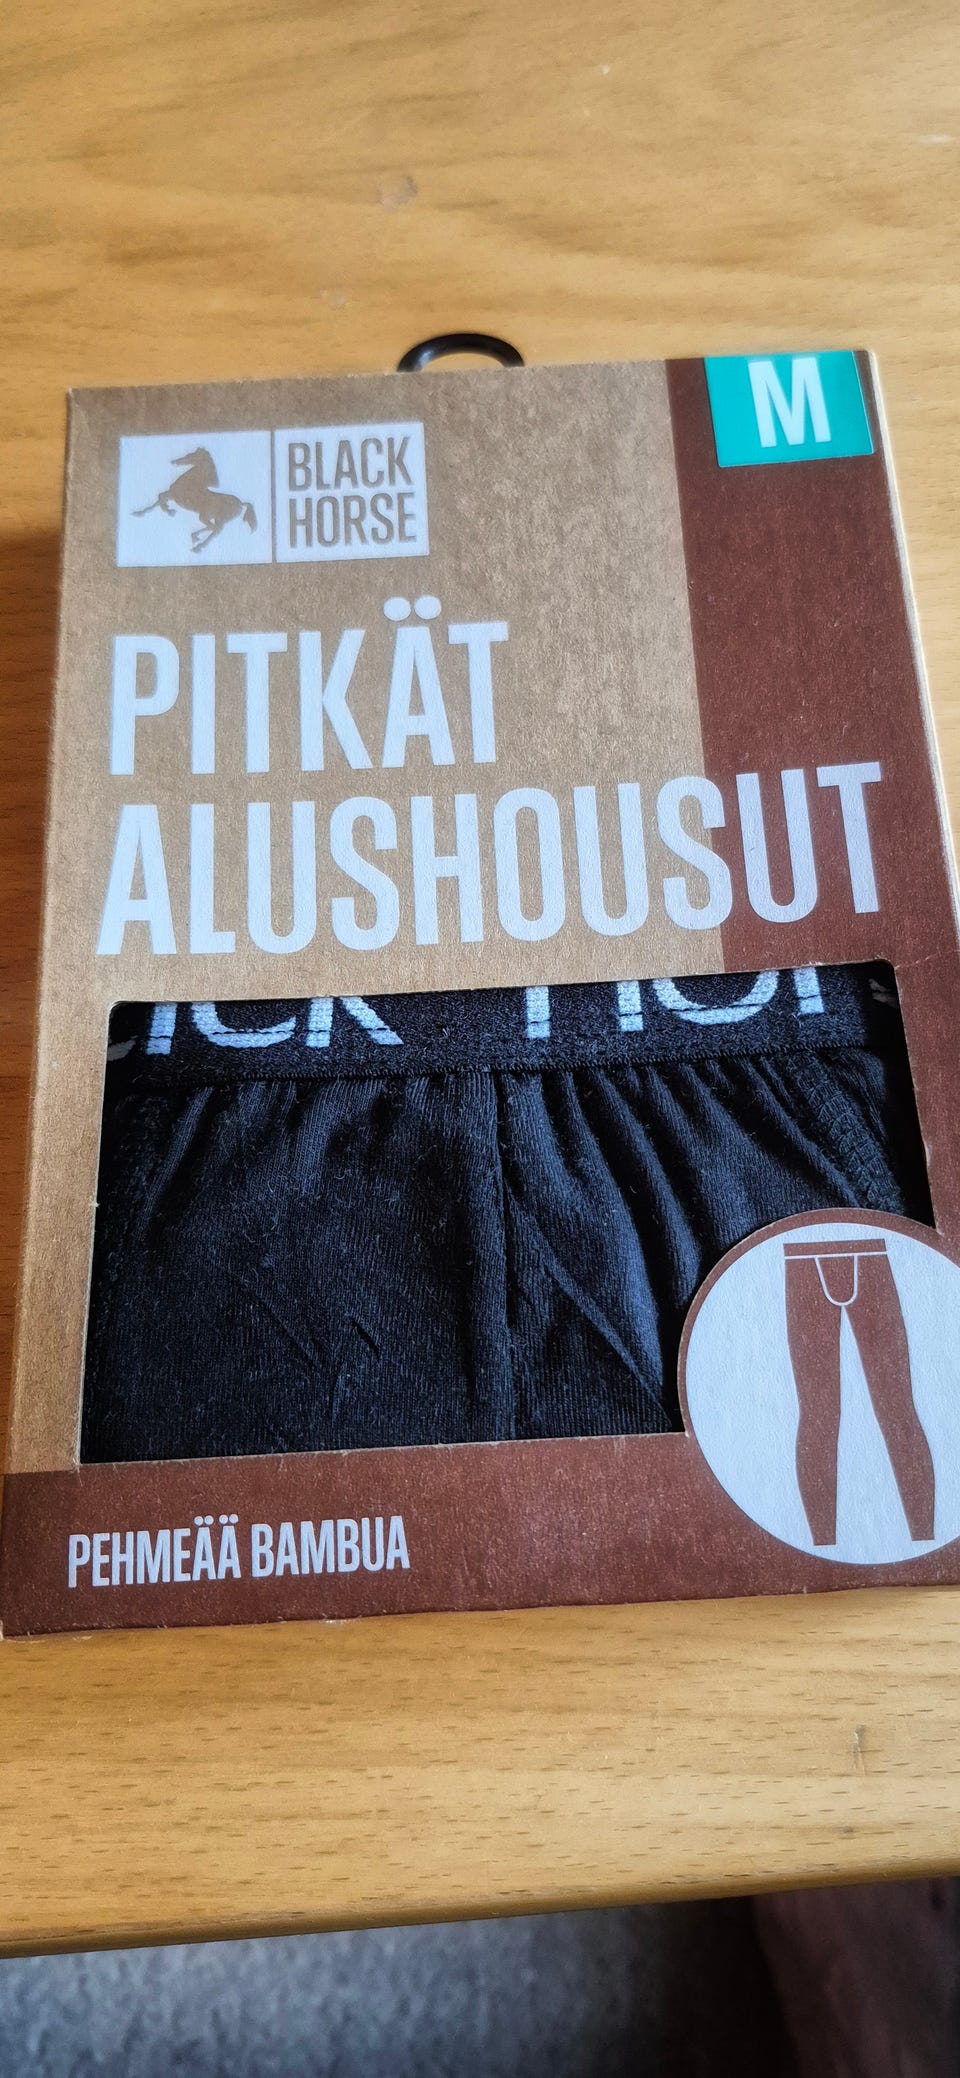 M
BLACK
HORSE
PITKÄT
ALUSHOUSUT
PEHMEÄÄ BAMBUA